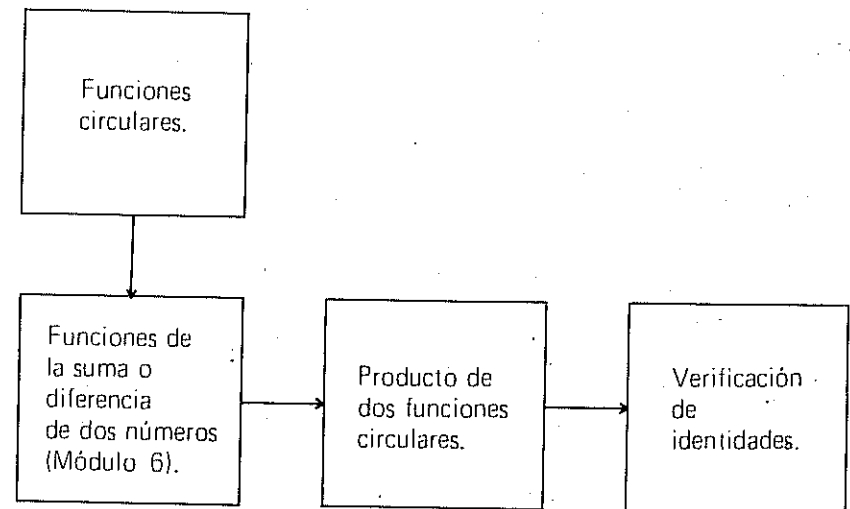 Funciones
circulares.
Funciones de
la suma o
diferencia
de dos números
(Módulo 6).
Producto de
dos funciones
circulares.
Verificación
de
identidades.